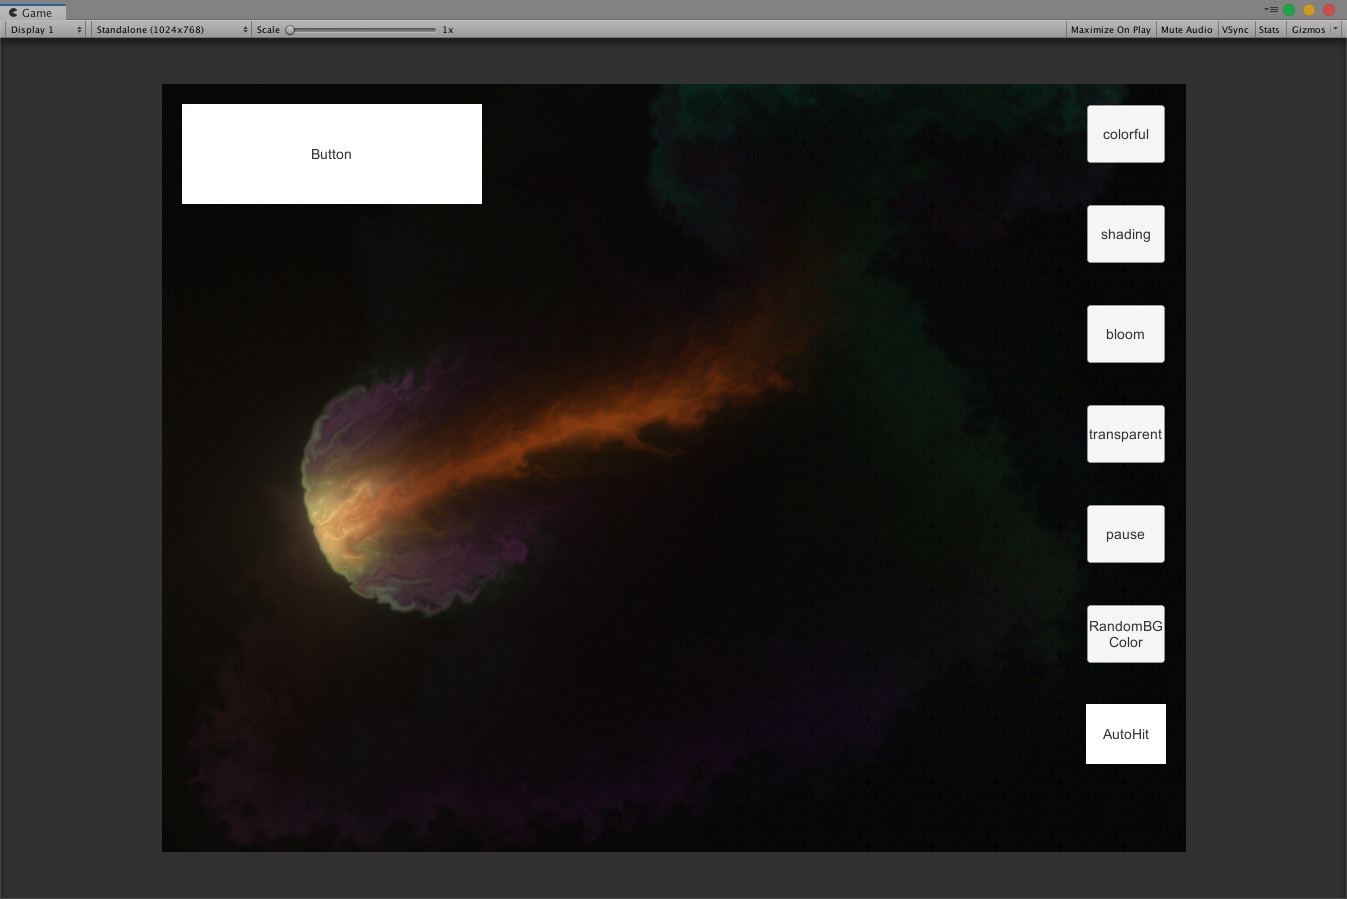 Game
Display 1 Standalone (1024x768) Scale 1x Maximize On Play Mute Audio VSync Stats Gizmos
Button
colorful
shading
bloom
transparent
pause
RandomBG
Color
AutoHit